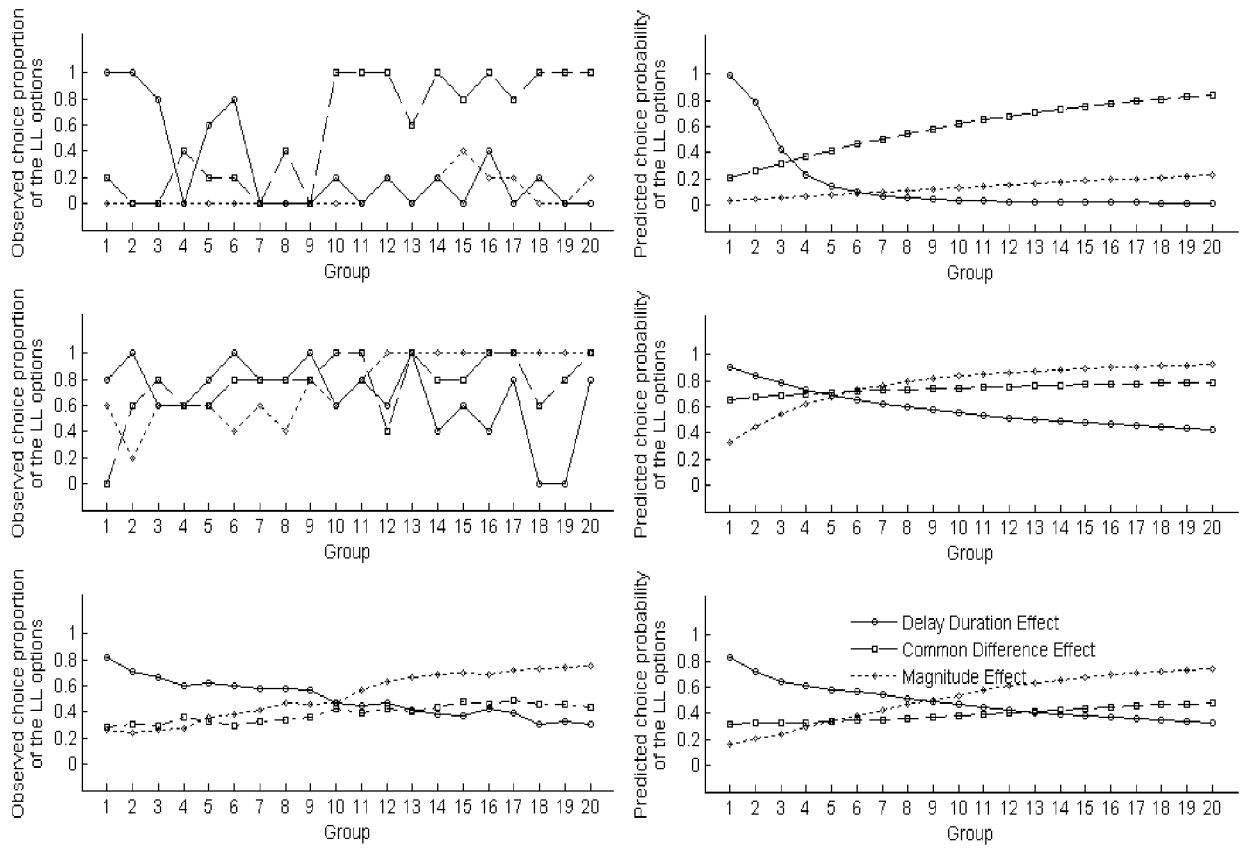 Observed choice proportion
of the LL options
1
0.8
0.6
0.4
0.2
0
1 2 3 4 5 6 7 8 9 10 11 12 13 14 15 16 17 18 19 20
Group
Predicted choice probability
of the LL options
1
0.8
0.6
0.4
0.2
0
1 2 3 4 5 6 7 8 9 10 11 12 13 14 15 16 17 18 19 20
Group
Observed choice proportion
of the LL options
1
0.8
0.6
0.4
0.2
0
1 2 3 4 5 6 7 8 9 10 11 12 13 14 15 16 17 18 19 20
Group
Predicted choice probability
of the LL options
1
0.8
0.6
0.4
0.2
0
1 2 3 4 5 6 7 8 9 10 11 12 13 14 15 16 17 18 19 20
Group
Observed choice proportion
of the LL options
1
0.8
0.6
0.4
0.2
0
1 2 3 4 5 6 7 8 9 10 11 12 13 14 15 16 17 18 19 20
Group
Predicted choice probability
of the LL options
1
0.8
0.6
0.4
0.2
0
Delay Duration Effect
Common Difference Effect
Magnitude Effect
1 2 3 4 5 6 7 8 9 10 11 12 13 14 15 16 17 18 19 20
Group